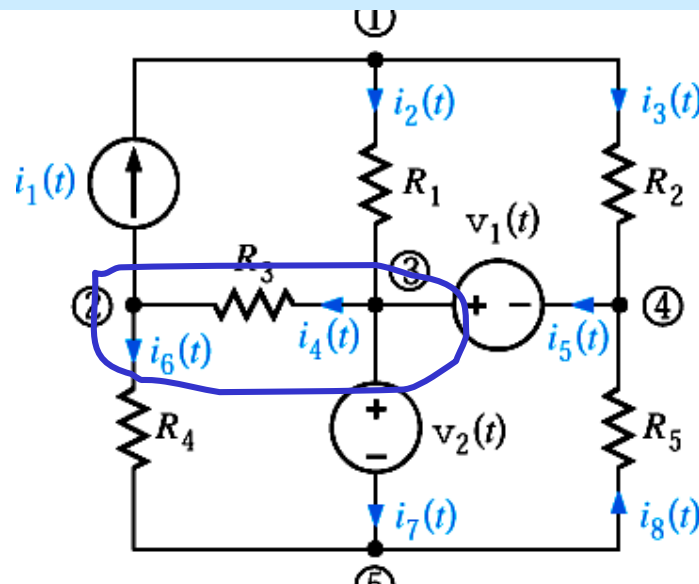 ①
i₂(t)
i₃(t)
i₁(t)
R₁
R₂
v₁(t)
R₃
③
②
+ −
④
i₆(t)
i₄(t)
i₅(t)
R₄
+
−
v₂(t)
R₅
i₇(t)
i₈(t)
⑤